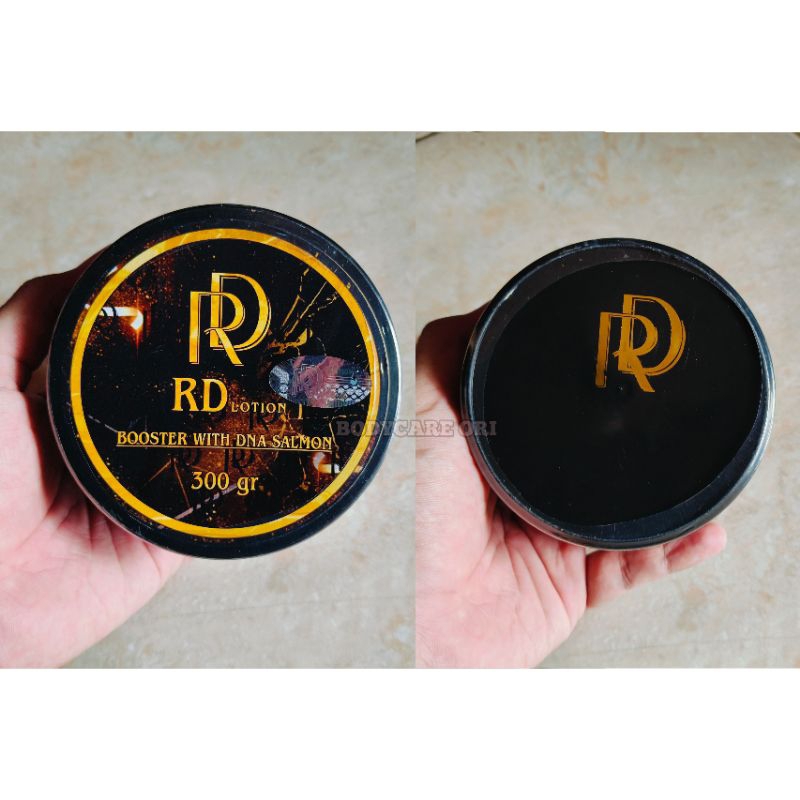 RD
RD LOTION
BOOSTER WITH DNA SALMON
300 gr
RD
BODYCARE ORI